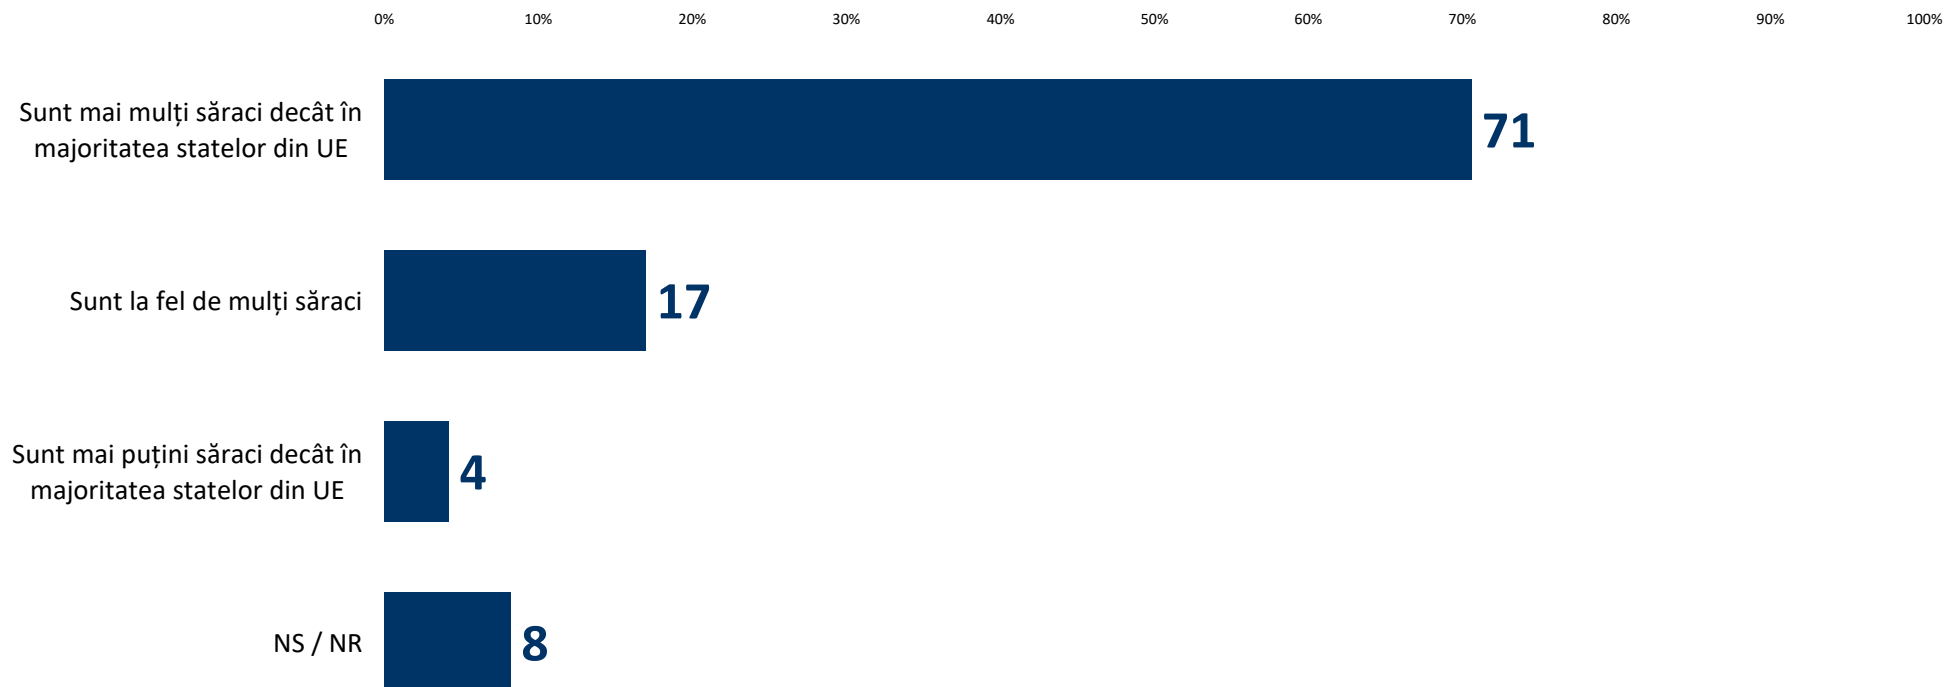 0% 10% 20% 30% 40% 50% 60% 70% 80% 90% 100%
Sunt mai mulți săraci decât în
majoritatea statelor din UE
71
Sunt la fel de mulți săraci
17
Sunt mai puțini săraci decât în
majoritatea statelor din UE
4
NS / NR
8